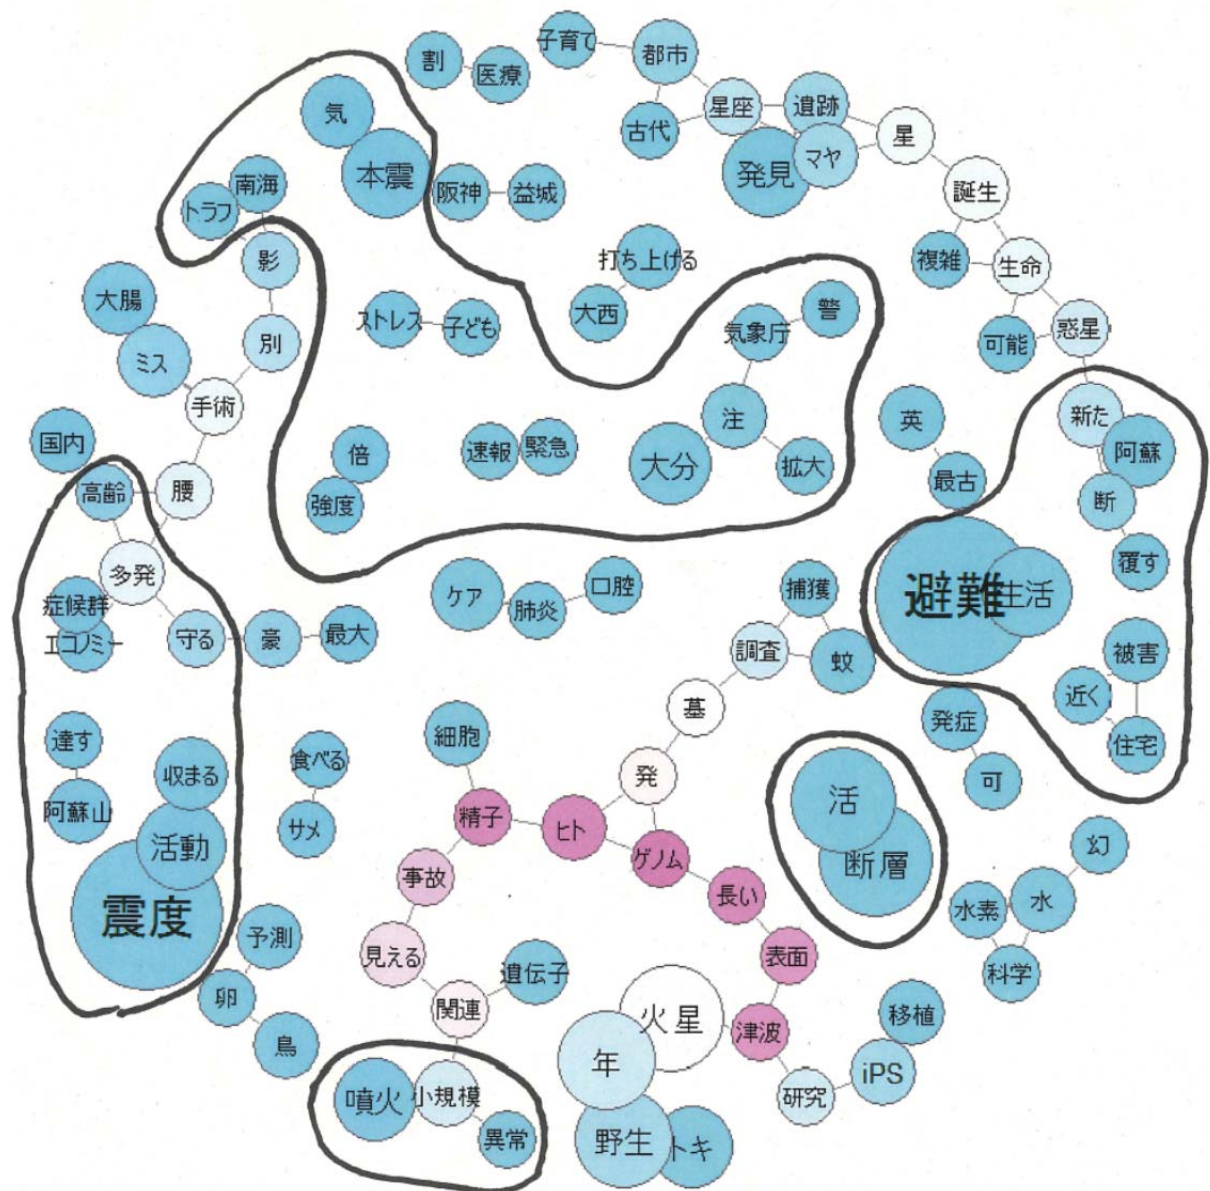 子育て
都市
割
医療
星座
遺跡
気
古代
星
本震
発見
マヤ
南海
阪神
益城
誕生
トラフ
影
打ち上げる
複雑
生命
大腸
ストレス
子ども
大西
気象庁
警
ミス
別
可能
惑星
手術
注
英
新た
国内
倍
速報
緊急
大分
拡大
阿蘇
高齢
腰
強度
最古
断
多発
覆す
症候群
ケア
肺炎
口腔
捕獲
避難
生活
エコノミー
守る
豪
最大
調査
蚊
被害
墓
近く
達す
細胞
発症
住宅
収まる
食べる
発
可
阿蘇山
サメ
精子
ヒト
活
活動
ゲノム
断層
幻
事故
長い
震度
水素
水
予測
見える
表面
遺伝子
科学
卵
関連
火星
津波
移植
鳥
年
噴火
小規模
研究
iPS
異常
野生
トキ